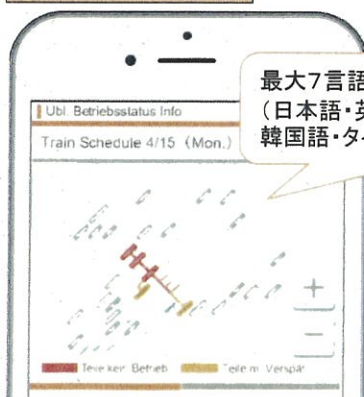 最大7言語
(日本語・英
韓国語・タイ
Ubl. Betriebsstatus Info
Train Schedule 4/15 (Mon.)
+
−
Teile kein Betrieb Teile m. Verspät